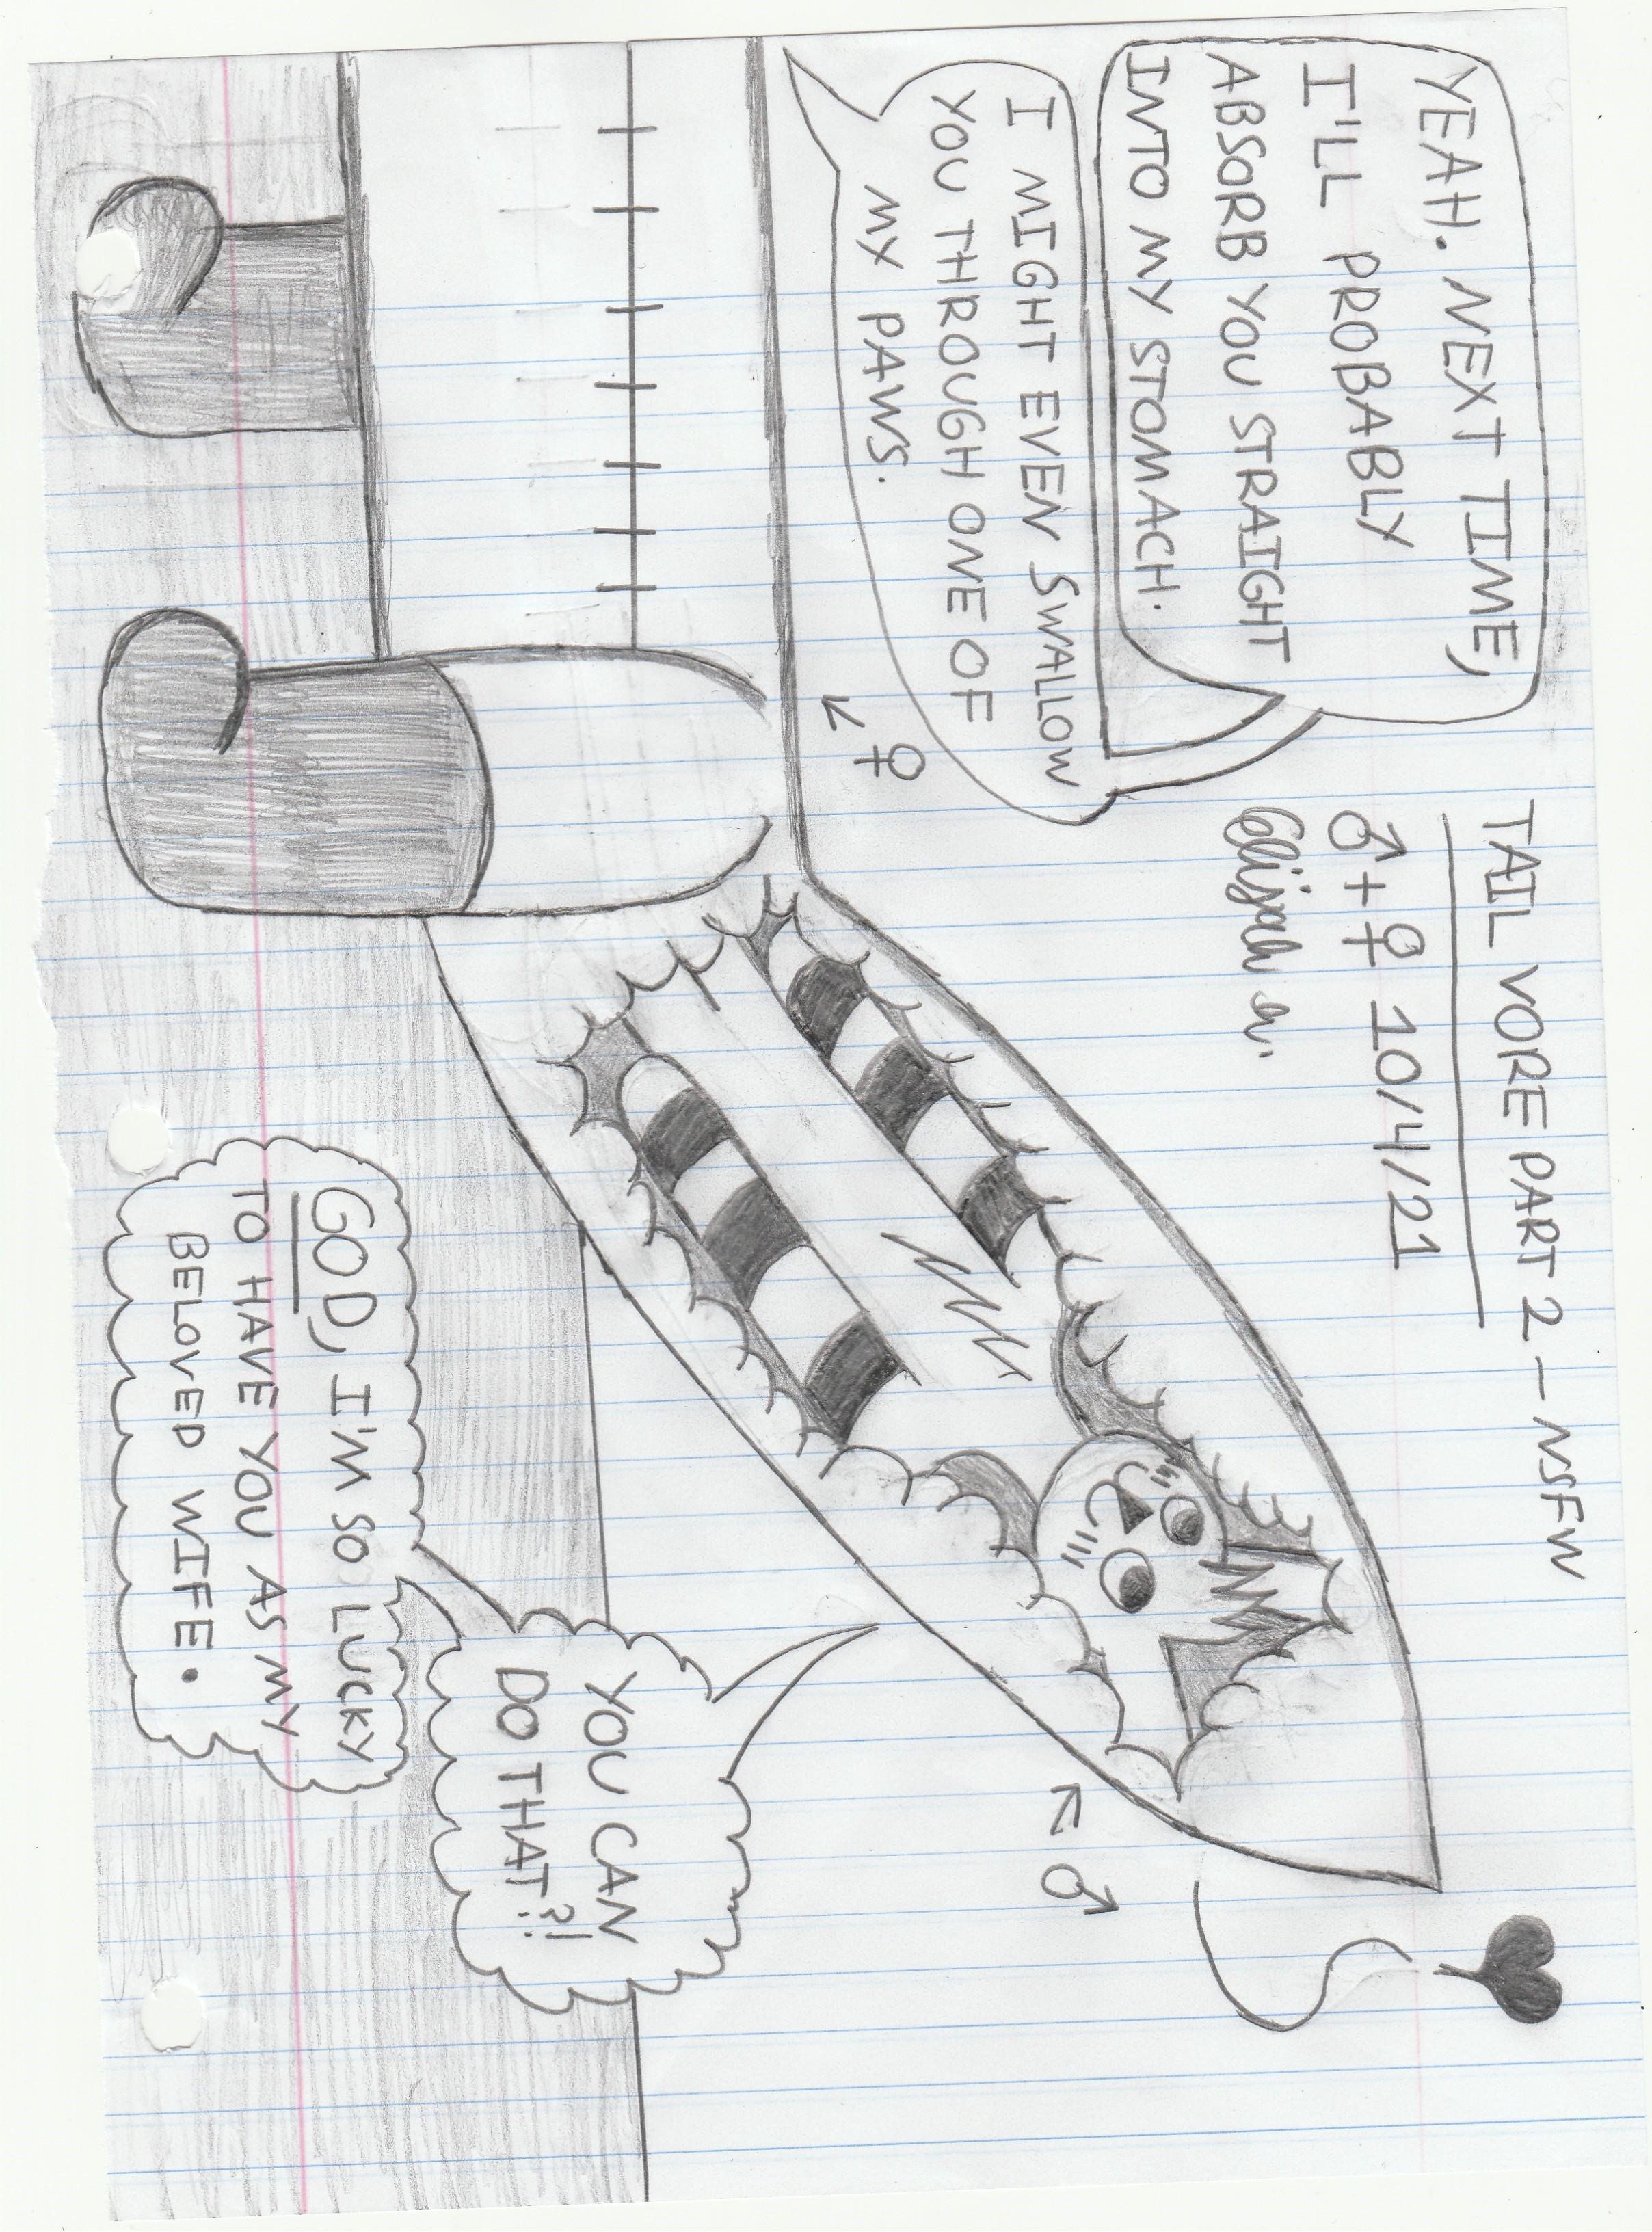 TAIL VORE PART 2 - NSFW
♂+♀ 10/4/21
Elijah
YEAH. NEXT TIME,
I'LL PROBABLY
ABSORB YOU STRAIGHT
INTO MY STOMACH.
I MIGHT EVEN SWALLOW
YOU THROUGH ONE OF
MY PAWS.
♀
♂
YOU CAN
DO THAT?!
GOD, I'M SO LUCKY
TO HAVE YOU AS MY
BELOVED WIFE.